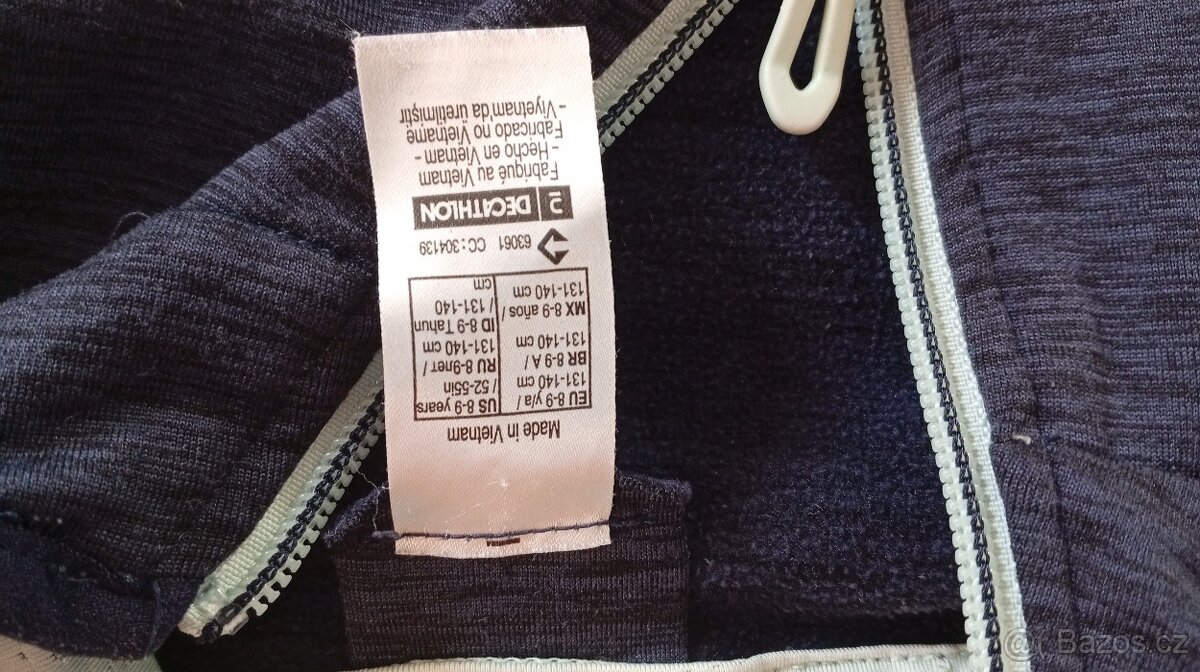 Made in Vietnam
EU 8-9 y/a /
131-140 cm
BR 8-9 A /
131-140 cm
MX 8-9 años /
131-140 cm
US 8-9 years
/ 52-55in
RU 8-9лет /
131-140 cm
ID 8-9 Tahun
/ 131-140
cm
63061 CC:304139
DECATHLON
Fabriqué au Vietnam
- Hecho en Vietnam -
Fabricado no Vietname
- Viyetnam'da üretilmiştir
Bazos.cz